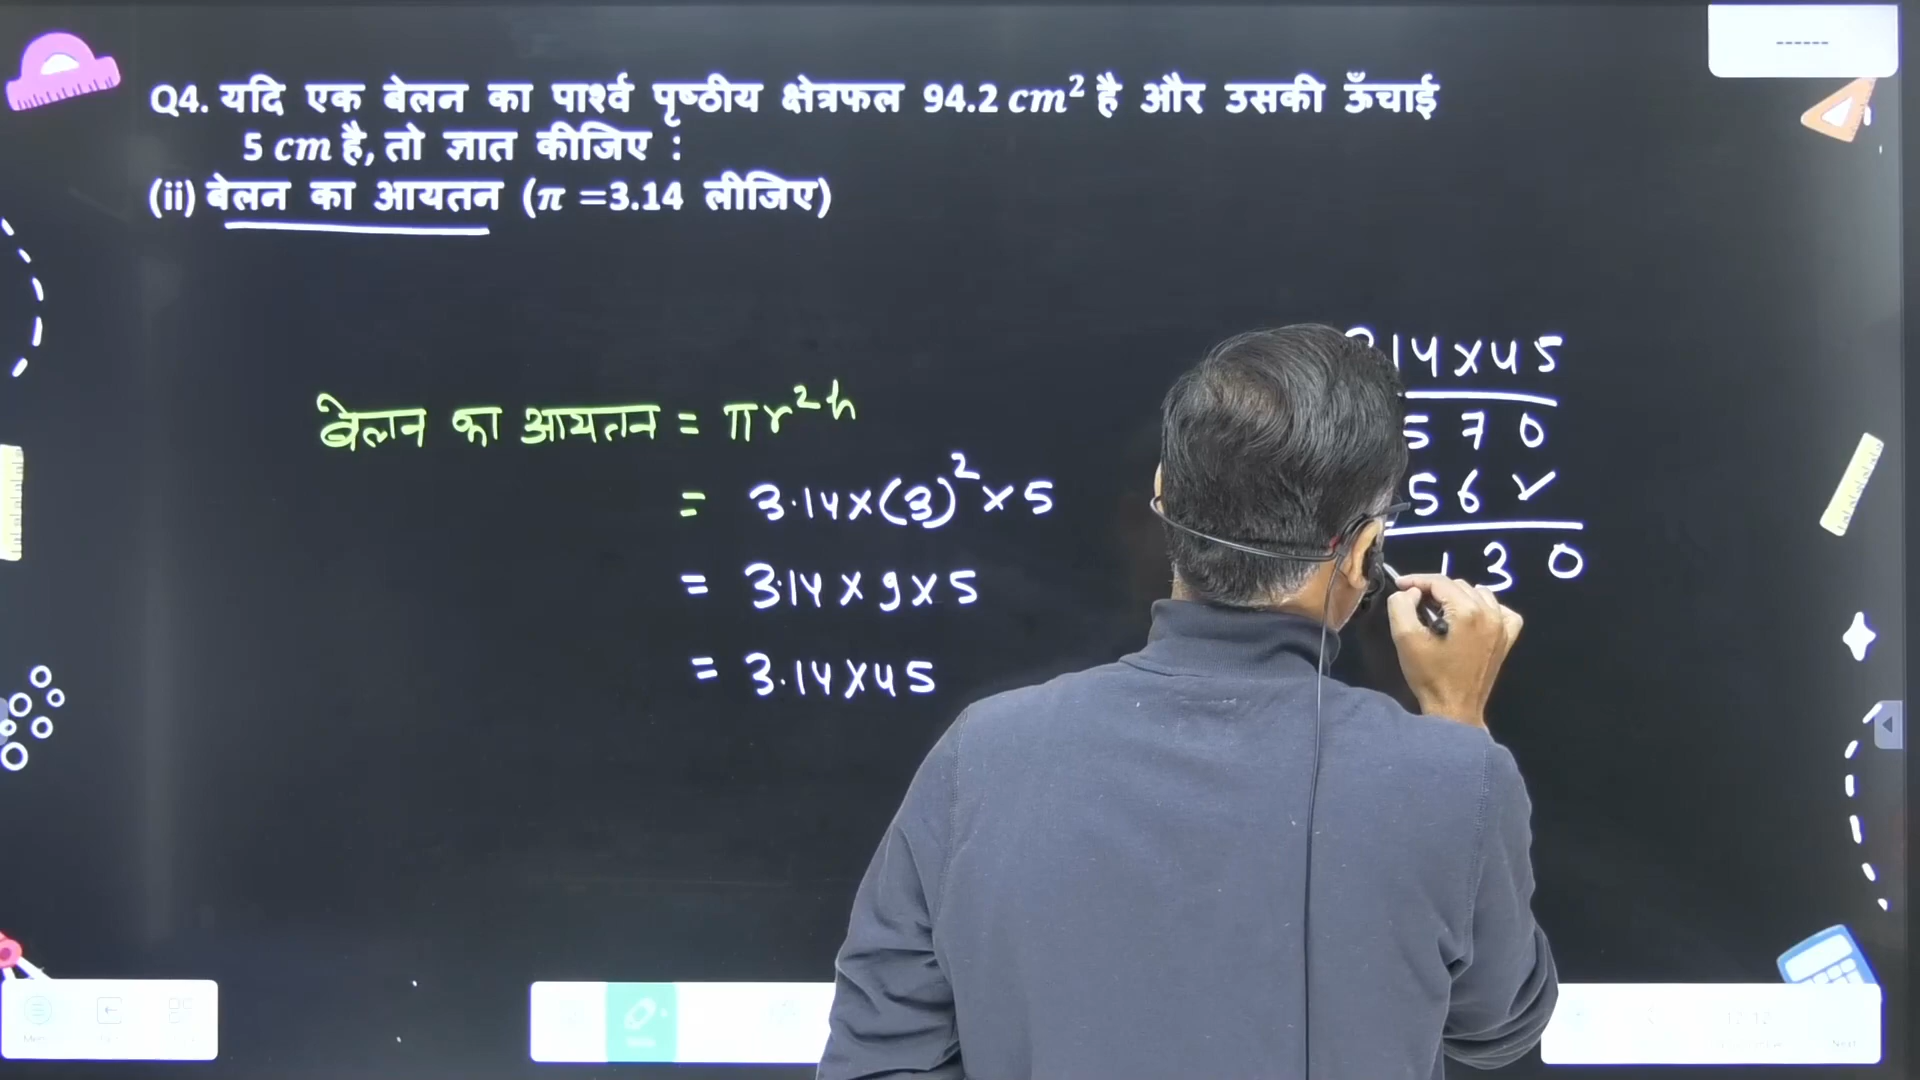 Q4. यदि एक बेलन का पार्श्व पृष्ठीय क्षेत्रफल 94.2 cm² है और उसकी ऊँचाई
5 cm है, तो ज्ञात कीजिए :
(ii) बेलन का आयतन (π =3.14 लीजिए)
बेलन का आयतन = πr²h
= 3.14×(3)²×5
= 3.14×9×5
= 3.14×45
14×45
570
56×
130